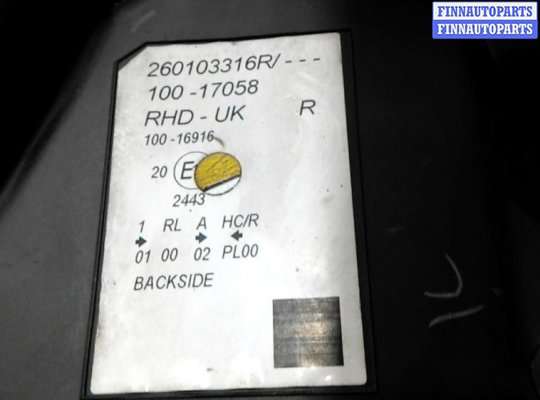 FINNAUTOPARTS
FINNAUTOPARTS
260103316R/---
100 -17058
RHD - UK R
100 -16916
20 E
2443
1 RL A HC/R
01 00 02 PL00
BACKSIDE